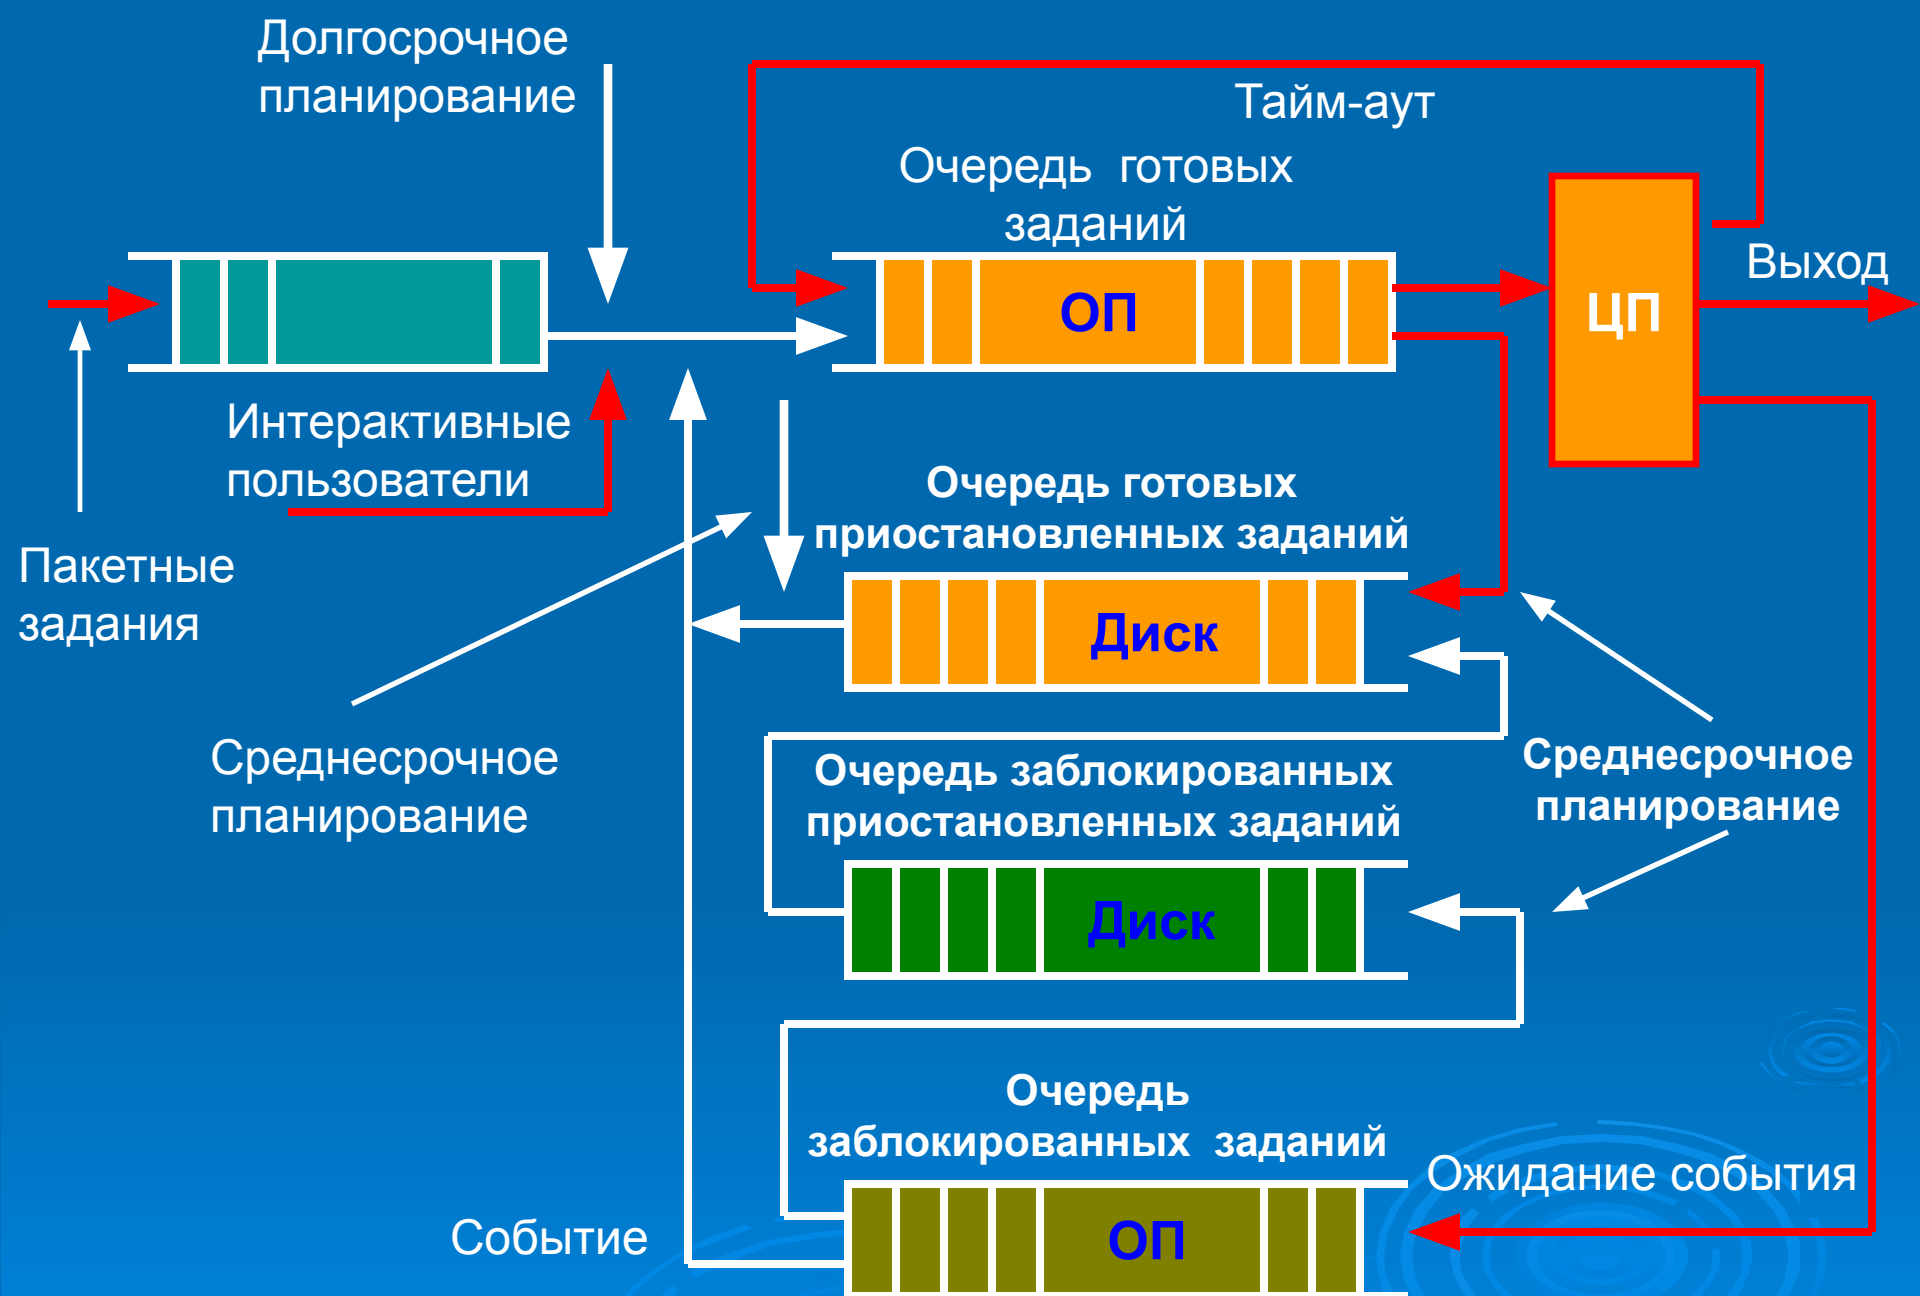 Долгосрочное
планирование
Тайм-аут
Очередь готовых
заданий
Выход
ОП
ЦП
Интерактивные
пользователи
Очередь готовых
приостановленных заданий
Пакетные
задания
Диск
Среднесрочное
планирование
Очередь заблокированных
приостановленных заданий
Среднесрочное
планирование
Диск
Очередь
заблокированных заданий
Ожидание события
Событие
ОП